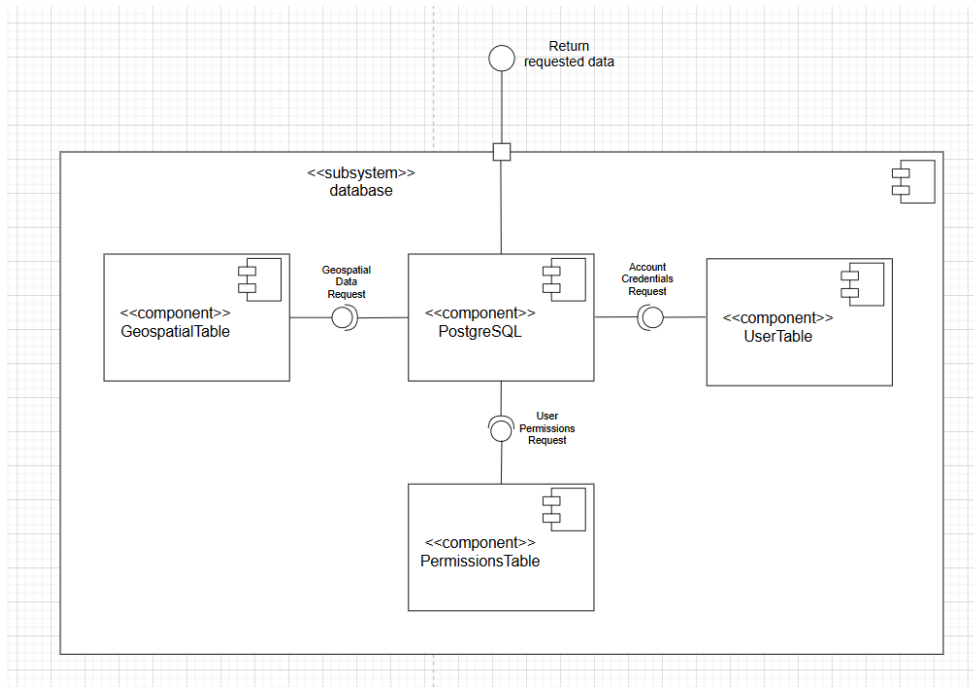 Return
requested data
<<subsystem>>
database
Geospatial
Data
Request
<<component>>
GeospatialTable
<<component>>
PostgreSQL
Account
Credentials
Request
<<component>>
UserTable
User
Permissions
Request
<<component>>
PermissionsTable